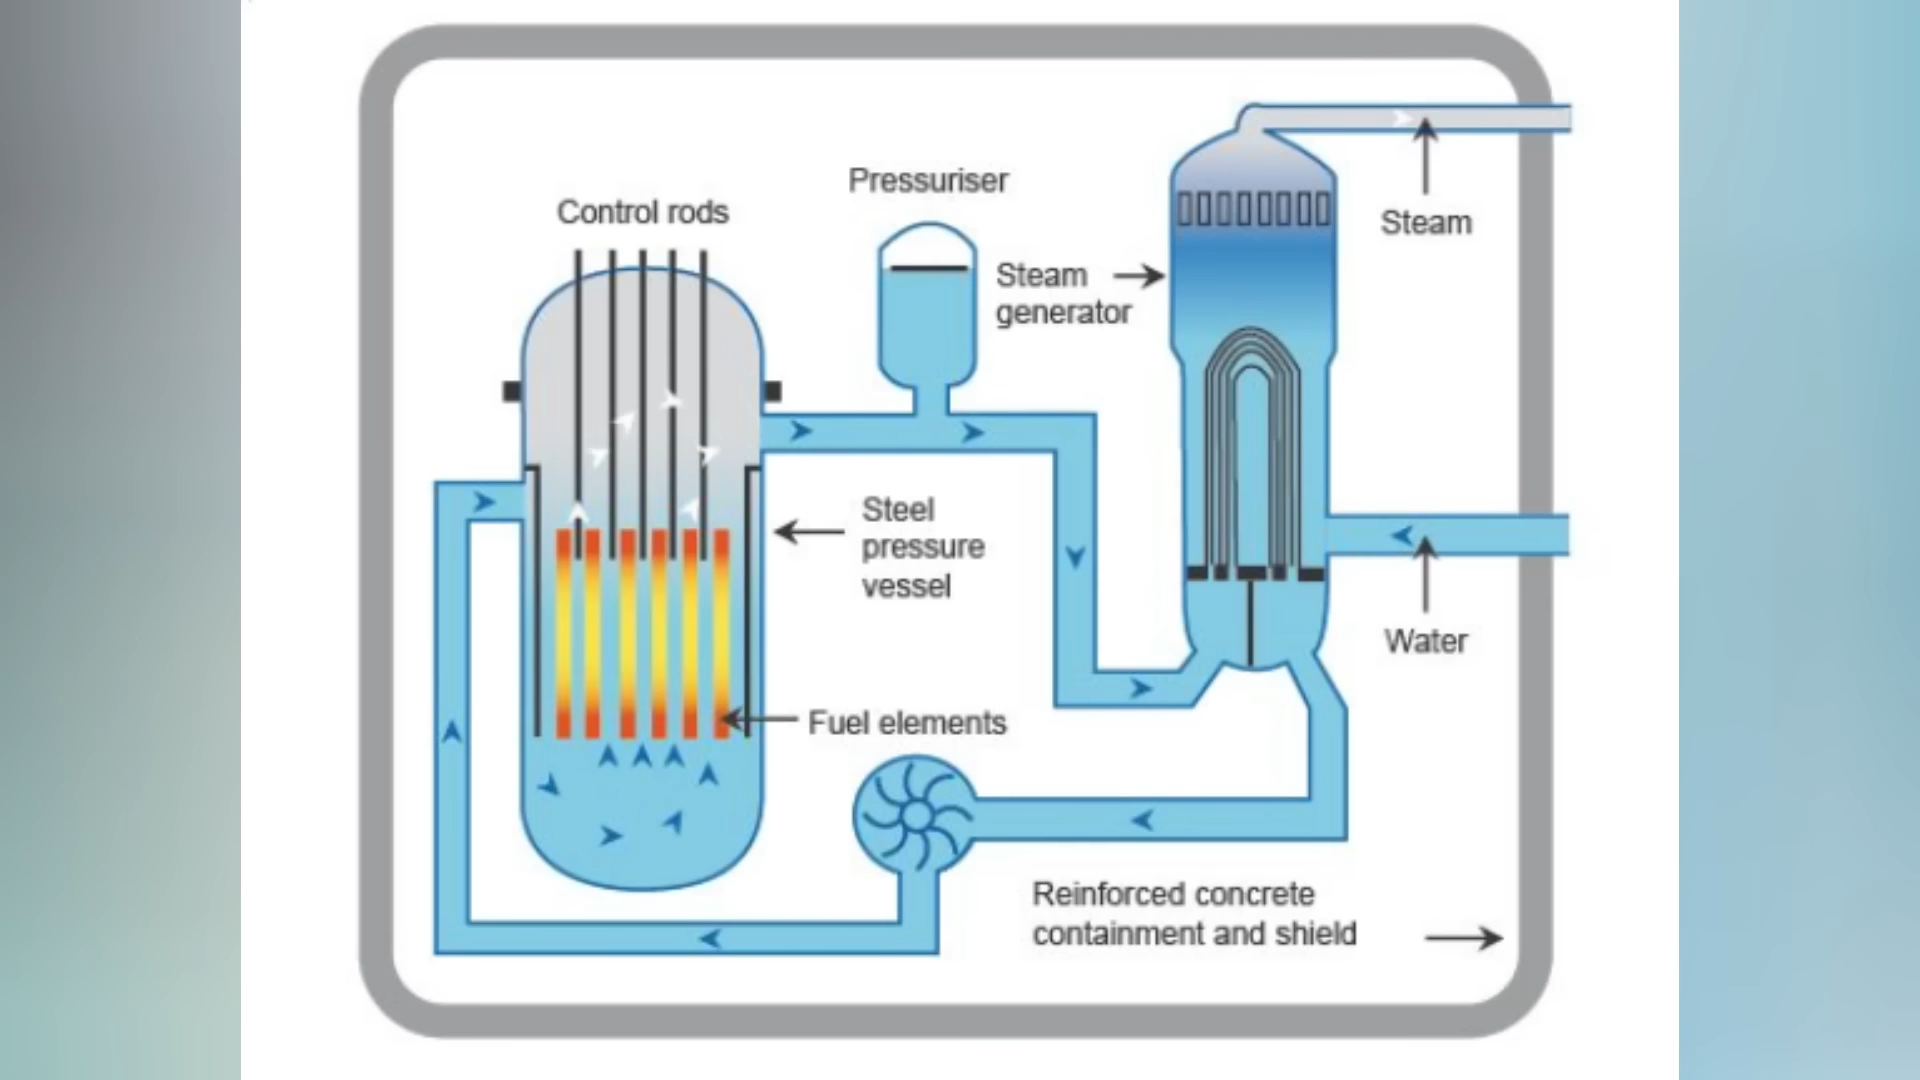 Pressuriser
Control rods
Steam
Steam
generator
Steel
pressure
vessel
Water
Fuel elements
Reinforced concrete
containment and shield